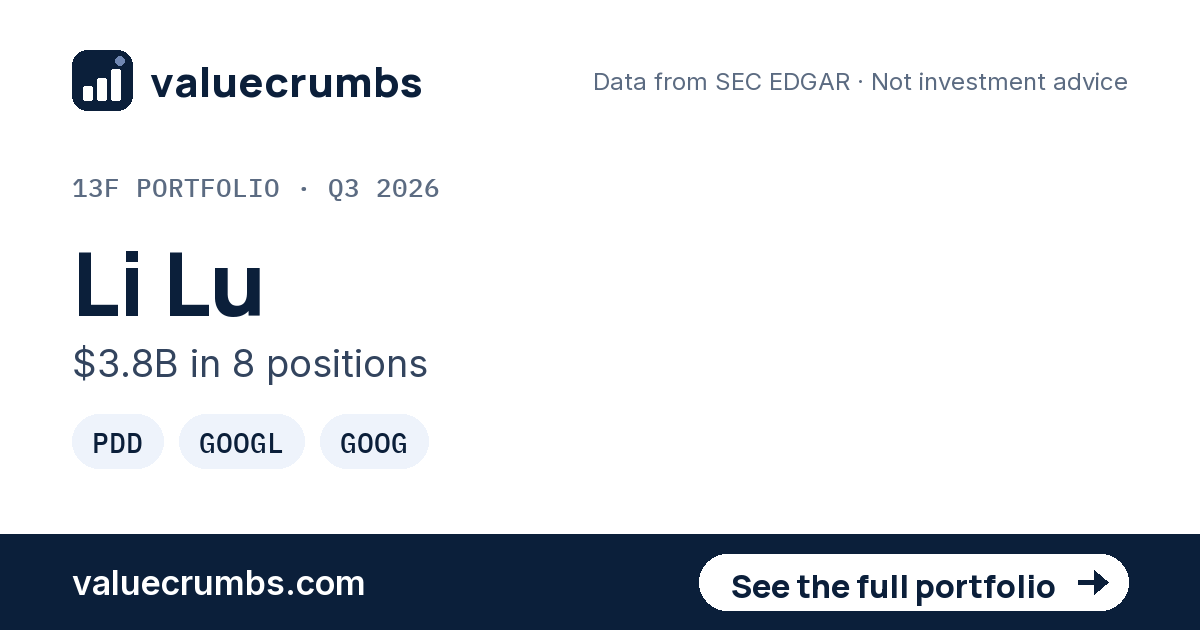 valuecrumbs
Data from SEC EDGAR · Not investment advice
13F PORTFOLIO · Q3 2026
Li Lu
$3.8B in 8 positions
PDD GOOGL GOOG
valuecrumbs.com
See the full portfolio →